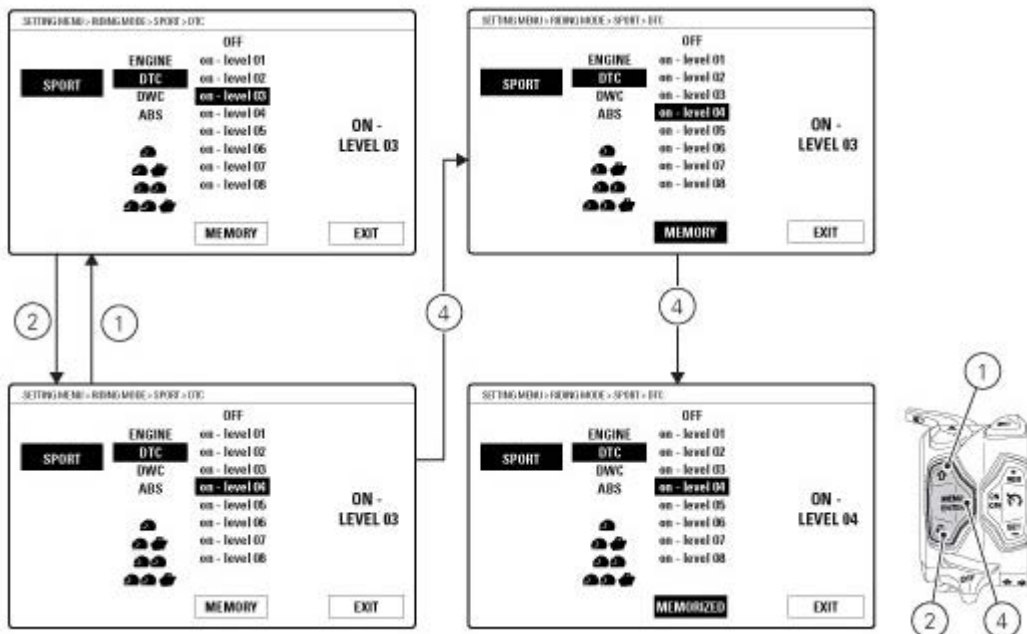 SETTING MENU > RIDING MODE > SPORT > DTC
OFF
ENGINE on - level 01
SPORT DTC on - level 02
DWC on - level 03
ABS on - level 04
on - level 05
on - level 06
on - level 07
on - level 08
ON -
LEVEL 03
MEMORY EXIT
SETTING MENU > RIDING MODE > SPORT > DTC
OFF
ENGINE on - level 01
SPORT DTC on - level 02
DWC on - level 03
ABS on - level 04
on - level 05
on - level 06
on - level 07
on - level 08
ON -
LEVEL 03
MEMORY EXIT
2
1
4
4
SETTING MENU > RIDING MODE > SPORT > DTC
OFF
ENGINE on - level 01
SPORT DTC on - level 02
DWC on - level 03
ABS on - level 04
on - level 05
on - level 06
on - level 07
on - level 08
ON -
LEVEL 03
MEMORY EXIT
SETTING MENU > RIDING MODE > SPORT > DTC
OFF
ENGINE on - level 01
SPORT DTC on - level 02
DWC on - level 03
ABS on - level 04
on - level 05
on - level 06
on - level 07
on - level 08
ON -
LEVEL 04
MEMORIZED EXIT
1
MENU
ENTER
RES
SET
OFF
2
4